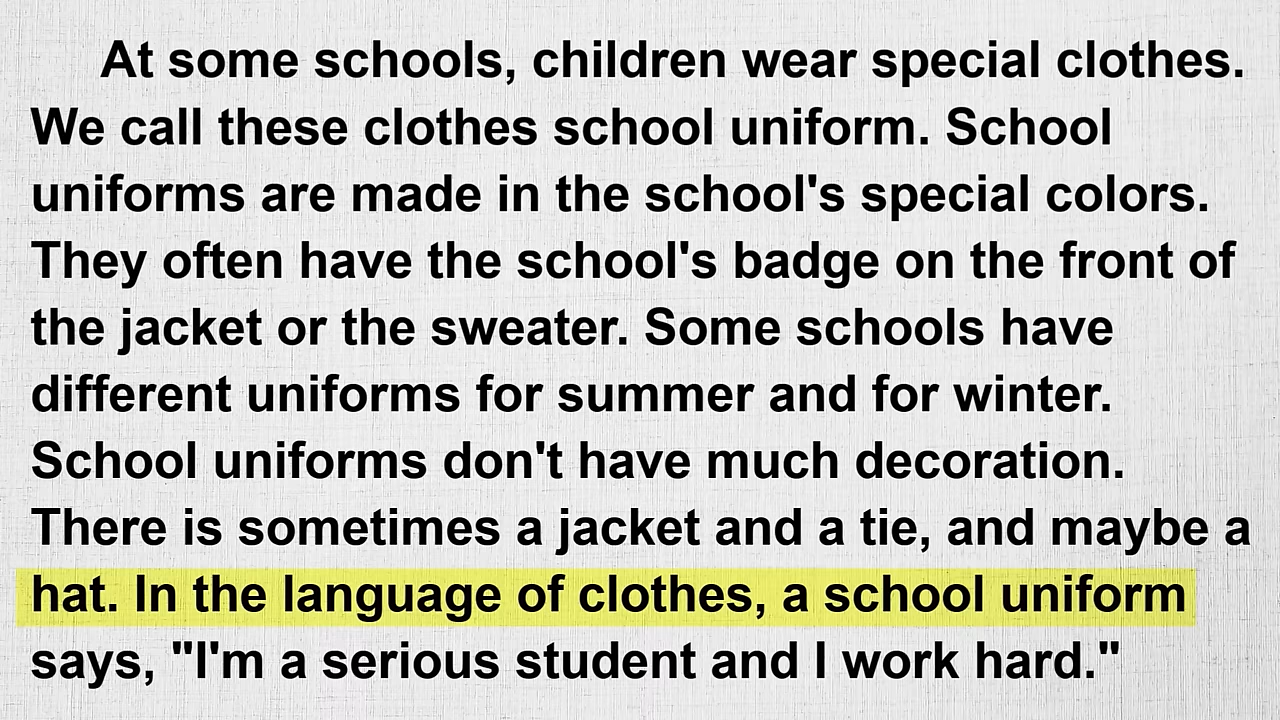 At some schools, children wear special clothes.
We call these clothes school uniform. School
uniforms are made in the school's special colors.
They often have the school's badge on the front of
the jacket or the sweater. Some schools have
different uniforms for summer and for winter.
School uniforms don't have much decoration.
There is sometimes a jacket and a tie, and maybe a
hat. In the language of clothes, a school uniform
says, "I'm a serious student and I work hard."